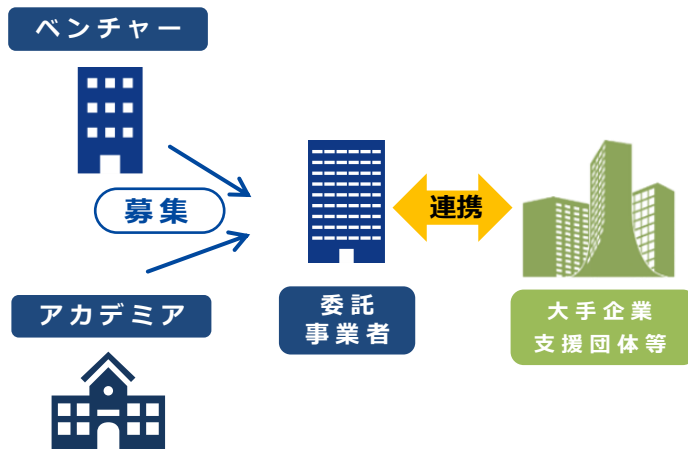 ベンチャー
募集
連携
アカデミア
委託
事業者
大手企業
支援団体等